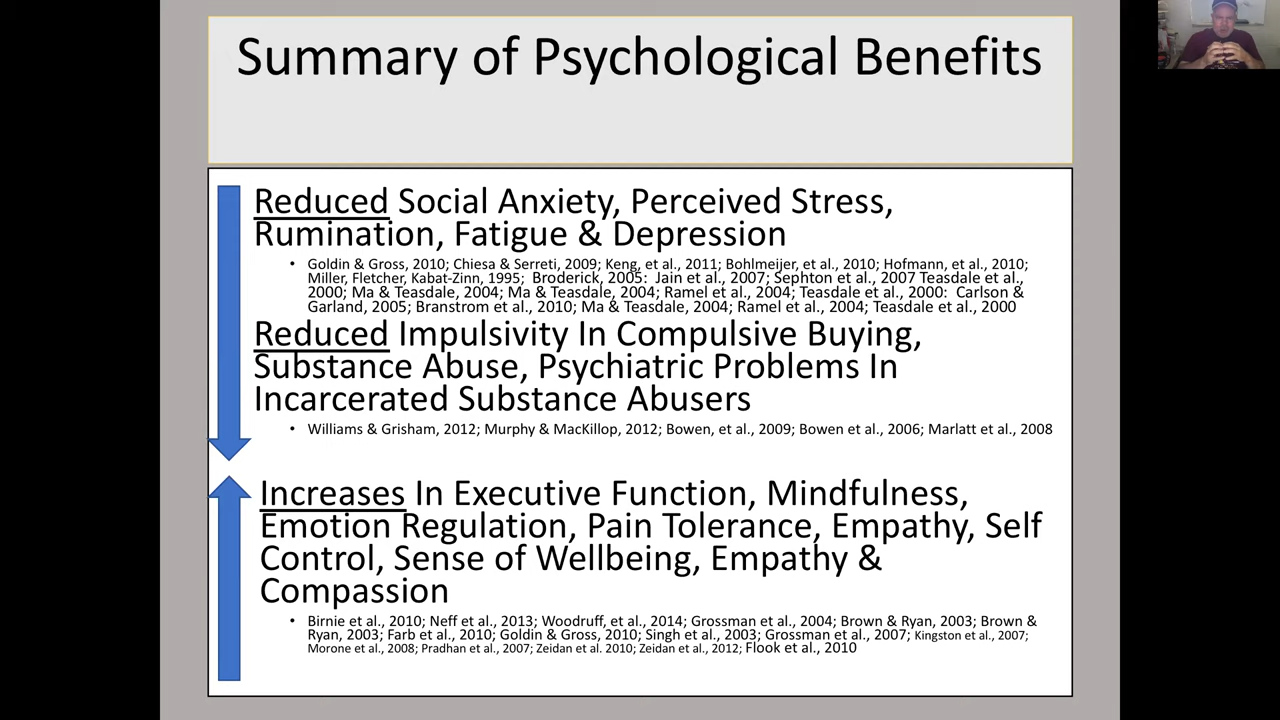 Summary of Psychological Benefits
Reduced Social Anxiety, Perceived Stress,
Rumination, Fatigue & Depression
• Goldin & Gross, 2010; Chiesa & Serreti, 2009; Keng, et al., 2011; Bohlmeijer, et al., 2010; Hofmann, et al., 2010;
Miller, Fletcher, Kabat-Zinn, 1995;  Broderick, 2005:  Jain et al., 2007; Sephton et al., 2007 Teasdale et al.,
2000; Ma & Teasdale, 2004; Ma & Teasdale, 2004; Ramel et al., 2004; Teasdale et al., 2000:  Carlson &
Garland, 2005; Branstrom et al., 2010; Ma & Teasdale, 2004; Ramel et al., 2004; Teasdale et al., 2000
Reduced Impulsivity In Compulsive Buying,
Substance Abuse, Psychiatric Problems In
Incarcerated Substance Abusers
• Williams & Grisham, 2012; Murphy & MacKillop, 2012; Bowen, et al., 2009; Bowen et al., 2006; Marlatt et al., 2008
Increases In Executive Function, Mindfulness,
Emotion Regulation, Pain Tolerance, Empathy, Self
Control, Sense of Wellbeing, Empathy &
Compassion
• Birnie et al., 2010; Neff et al., 2013; Woodruff, et al., 2014; Grossman et al., 2004; Brown & Ryan, 2003; Brown &
Ryan, 2003; Farb et al., 2010; Goldin & Gross, 2010; Singh et al., 2003; Grossman et al., 2007; Kingston et al., 2007;
Morone et al., 2008; Pradhan et al., 2007; Zeidan et al. 2010; Zeidan et al., 2012; Flook et al., 2010